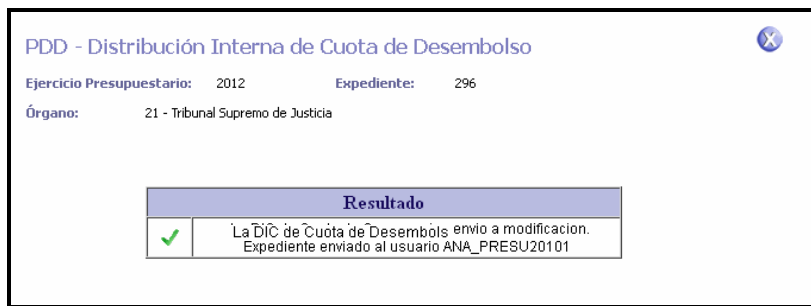 PDD - Distribución Interna de Cuota de Desembolso
Ejercicio Presupuestario: 2012 Expediente: 296
Órgano: 21 - Tribunal Supremo de Justicia
Resultado
La DIC de Cuota de Desembols envio a modificacion.
Expediente enviado al usuario ANA_PRESU20101